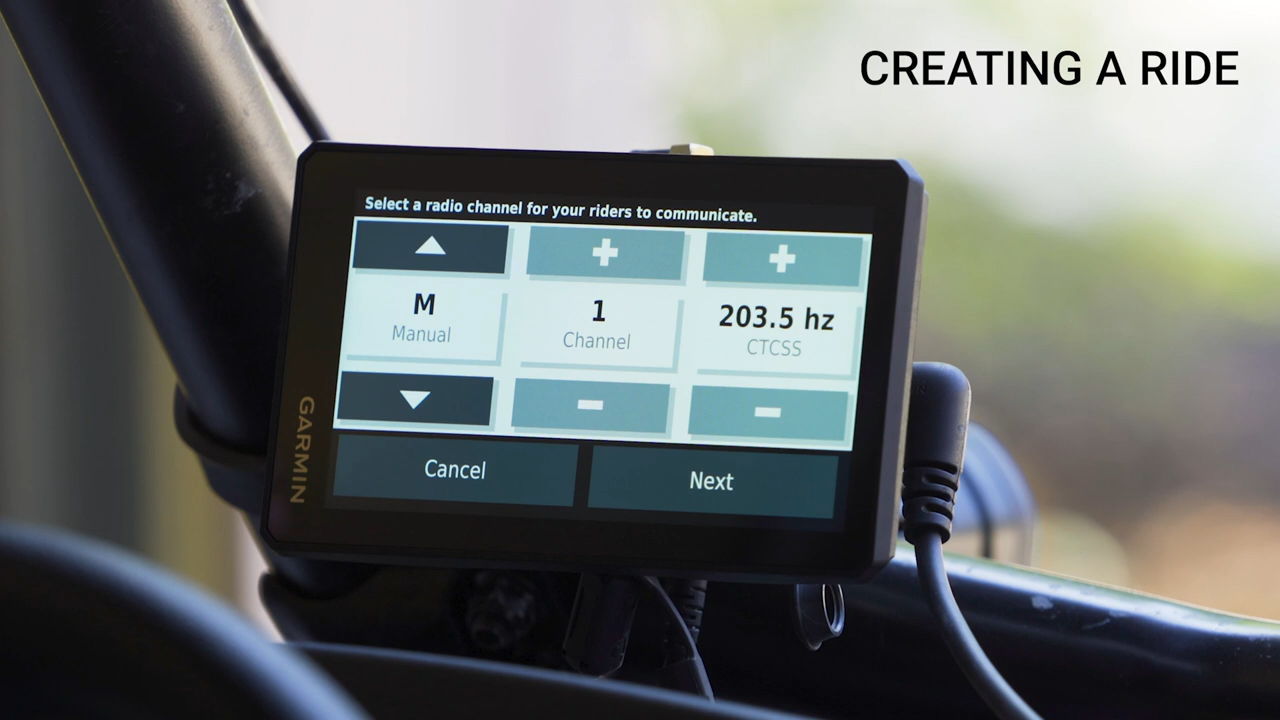 CREATING A RIDE
Select a radio channel for your riders to communicate.
M 1 203.5 hz
Manual Channel CTCSS
Cancel Next
GARMIN